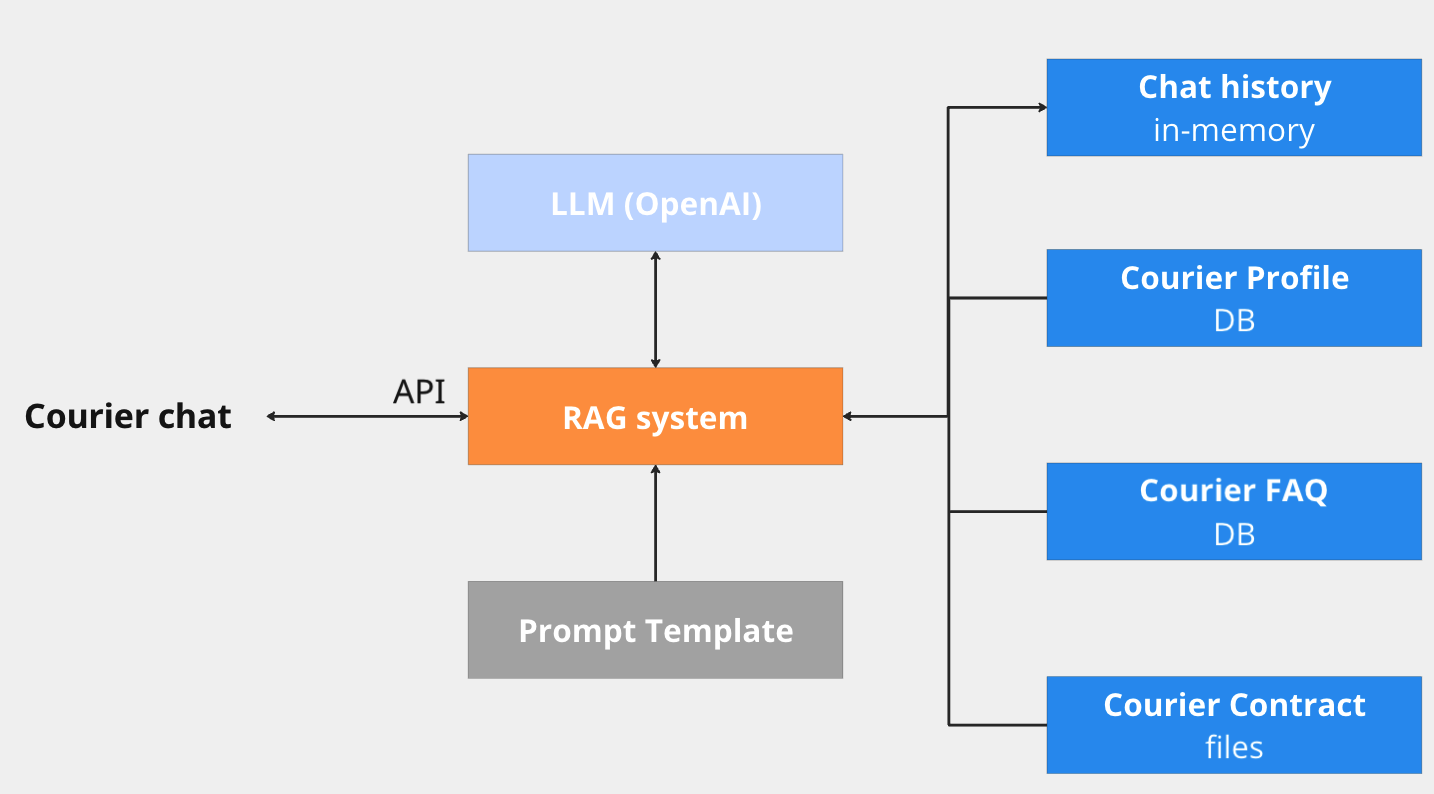 Chat history
in-memory
LLM (OpenAI)
Courier Profile
DB
API
Courier chat
RAG system
Courier FAQ
DB
Prompt Template
Courier Contract
files